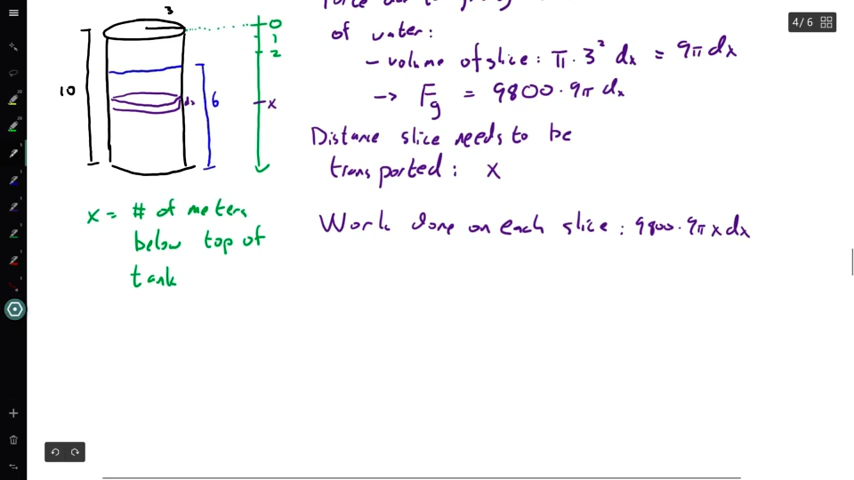 4/6
of water:
- volume of slice: π · 3² dx = 9π dx
→ Fg = 9800 · 9π dx
Distance slice needs to be
transported: x
Work done on each slice: 9800 · 9π x dx
3
0
1
2
10
dx
6
x
x = # of meters
below top of
tank